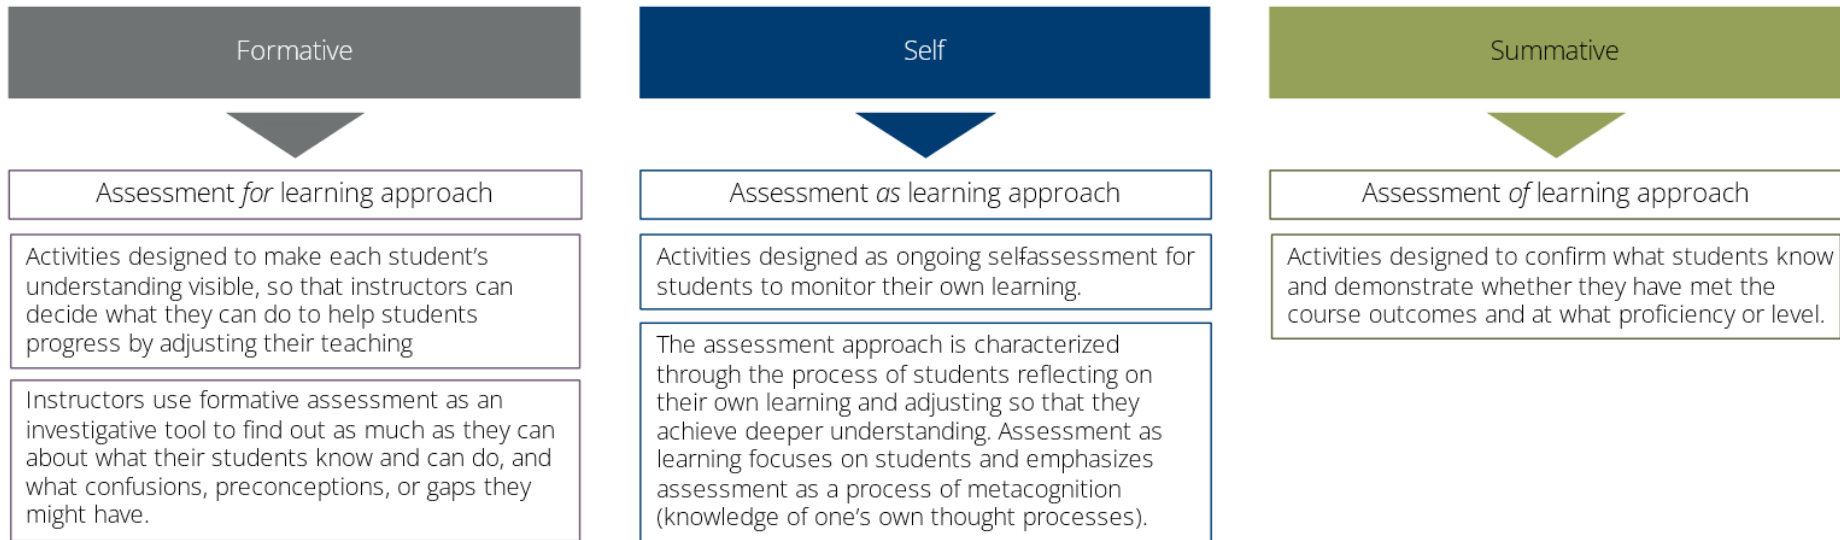 Formative
Assessment for learning approach
Activities designed to make each student’s
understanding visible, so that instructors can
decide what they can do to help students
progress by adjusting their teaching
Instructors use formative assessment as an
investigative tool to find out as much as they can
about what their students know and can do, and
what confusions, preconceptions, or gaps they
might have.
Self
Assessment as learning approach
Activities designed as ongoing self-assessment for
students to monitor their own learning.
The assessment approach is characterized
through the process of students reflecting on
their own learning and adjusting so that they
achieve deeper understanding. Assessment as
learning focuses on students and emphasizes
assessment as a process of metacognition
(knowledge of one’s own thought processes).
Summative
Assessment of learning approach
Activities designed to confirm what students know
and demonstrate whether they have met the
course outcomes and at what proficiency or level.